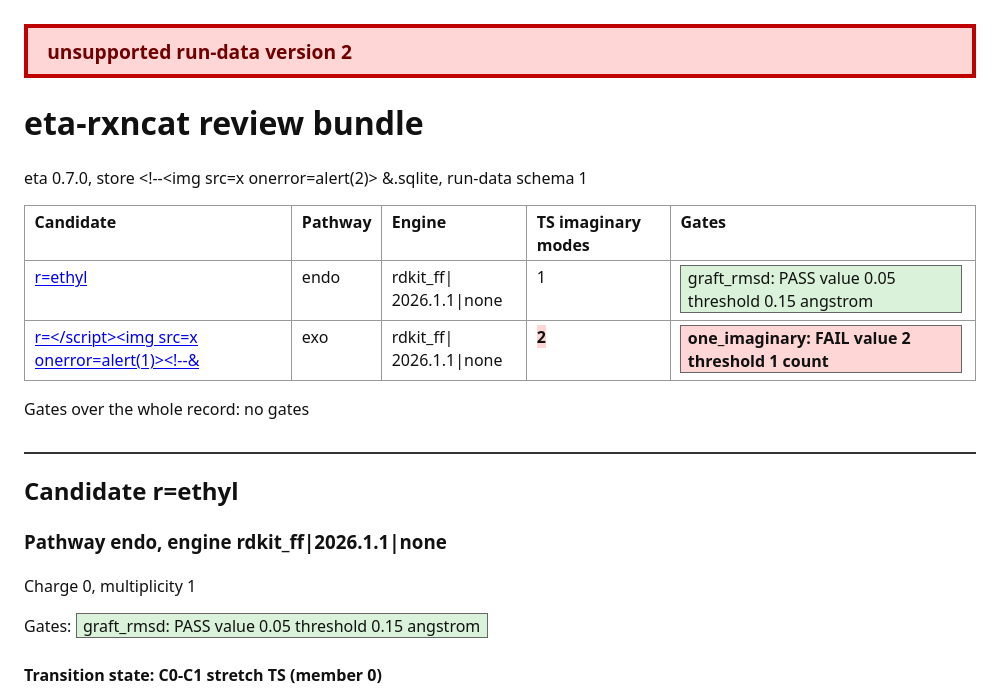 unsupported run-data version 2
eta-rxncat review bundle
eta 0.7.0, store <!--<img src=x onerror=alert(2)> &.sqlite, run-data schema 1
Candidate Pathway Engine TS imaginary modes Gates
r=ethyl endo rdkit_ff|2026.1.1|none 1 graft_rmsd: PASS value 0.05 threshold 0.15 angstrom
r=</script><img src=x onerror=alert(1)><!--& exo rdkit_ff|2026.1.1|none 2 one_imaginary: FAIL value 2 threshold 1 count
Gates over the whole record: no gates
Candidate r=ethyl
Pathway endo, engine rdkit_ff|2026.1.1|none
Charge 0, multiplicity 1
Gates: graft_rmsd: PASS value 0.05 threshold 0.15 angstrom
Transition state: C0-C1 stretch TS (member 0)